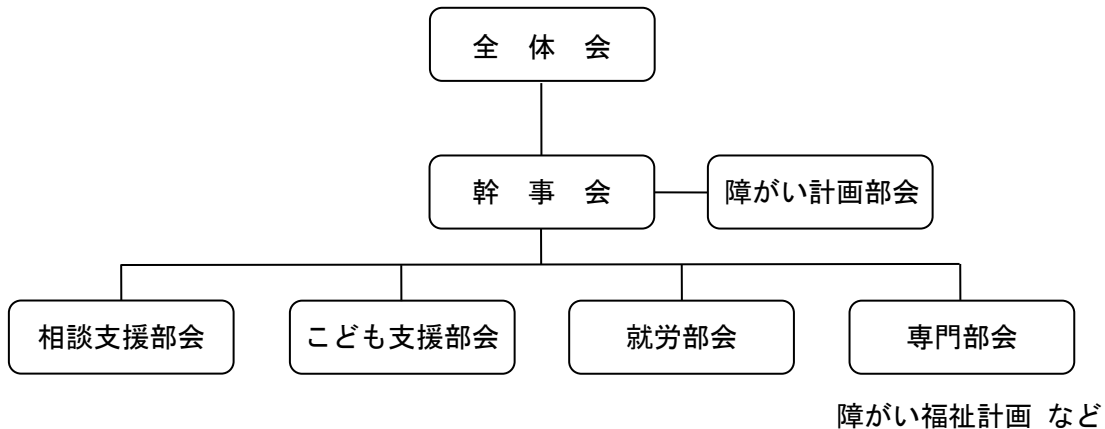 全　体　会
幹　事　会
障がい計画部会
相談支援部会
こども支援部会
就労部会
専門部会
障がい福祉計画 など